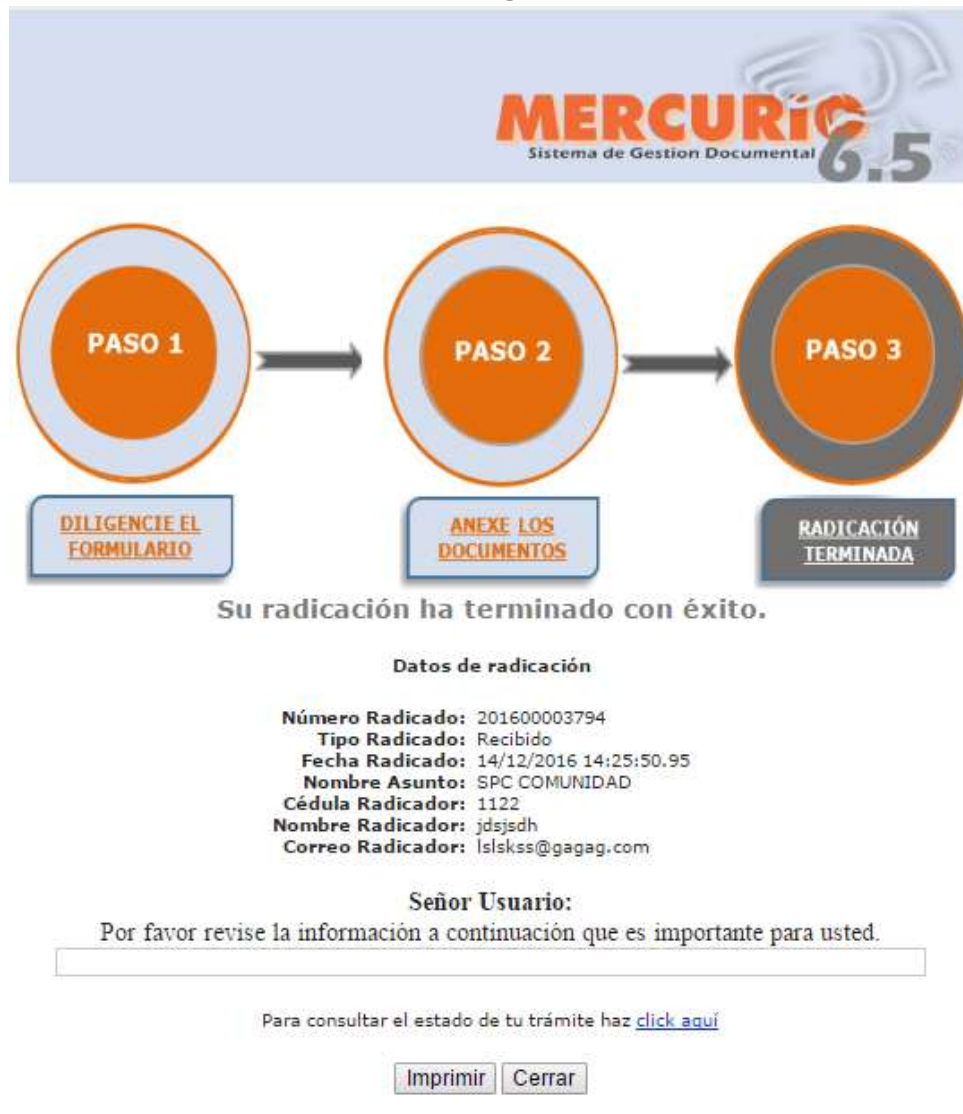 MERCURIO
Sistema de Gestion Documental
6.5
PASO 1
PASO 2
PASO 3
DILIGENCIE EL
FORMULARIO
ANEXE LOS
DOCUMENTOS
RADICACIÓN
TERMINADA
Su radicación ha terminado con éxito.
Datos de radicación
Número Radicado: 201600003794
Tipo Radicado: Recibido
Fecha Radicado: 14/12/2016 14:25:50.95
Nombre Asunto: SPC COMUNIDAD
Cédula Radicador: 1122
Nombre Radicador: jdsjsdh
Correo Radicador: lslskss@gagag.com
Señor Usuario:
Por favor revise la información a continuación que es importante para usted.
Para consultar el estado de tu trámite haz click aquí
Imprimir Cerrar